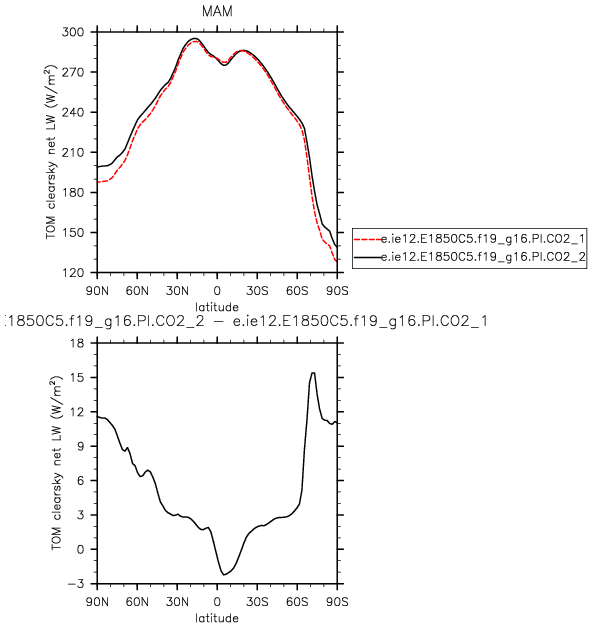 MAM
TOM clearsky net LW (W/m²)
300
270
240
210
180
150
120
90N 60N 30N 0 30S 60S 90S
latitude
e.ie12.E1850C5.f19_g16.PI.CO2_1
e.ie12.E1850C5.f19_g16.PI.CO2_2
:1850C5.f19_g16.PI.CO2_2 − e.ie12.E1850C5.f19_g16.PI.CO2_1
TOM clearsky net LW (W/m²)
18
15
12
9
6
3
0
−3
90N 60N 30N 0 30S 60S 90S
latitude